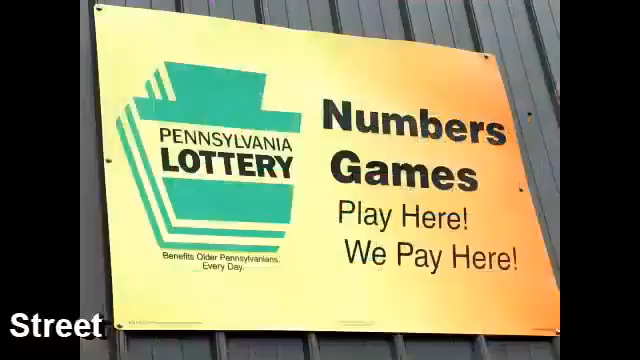 PENNSYLVANIA
LOTTERY
Benefits Older Pennsylvanians.
Every Day.
Numbers
Games
Play Here!
We Pay Here!
Street